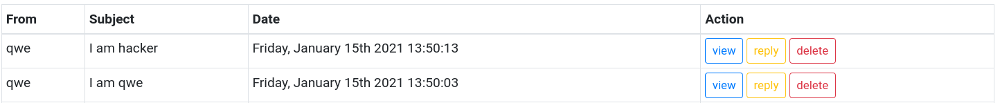 From Subject Date Action
qwe I am hacker Friday, January 15th 2021 13:50:13 view reply delete
qwe I am qwe Friday, January 15th 2021 13:50:03 view reply delete